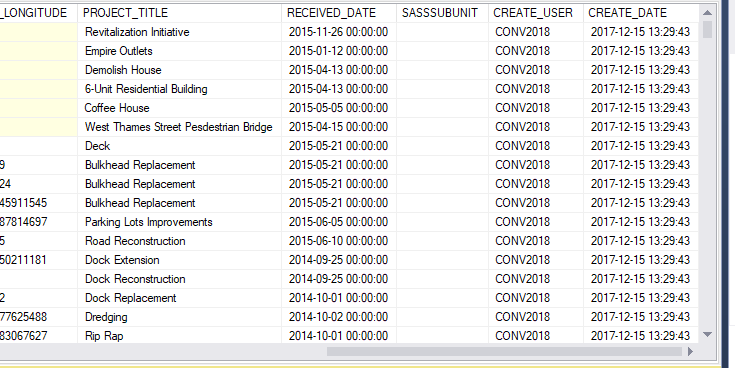 _LONGITUDE PROJECT_TITLE RECEIVED_DATE SASSSUBUNIT CREATE_USER CREATE_DATE
Revitalization Initiative 2015-11-26 00:00:00 CONV2018 2017-12-15 13:29:43
Empire Outlets 2015-01-12 00:00:00 CONV2018 2017-12-15 13:29:43
Demolish House 2015-04-13 00:00:00 CONV2018 2017-12-15 13:29:43
6-Unit Residential Building 2015-04-13 00:00:00 CONV2018 2017-12-15 13:29:43
Coffee House 2015-05-05 00:00:00 CONV2018 2017-12-15 13:29:43
West Thames Street Pesdestrian Bridge 2015-04-15 00:00:00 CONV2018 2017-12-15 13:29:43
Deck 2015-05-21 00:00:00 CONV2018 2017-12-15 13:29:43
9 Bulkhead Replacement 2015-05-21 00:00:00 CONV2018 2017-12-15 13:29:43
24 Bulkhead Replacement 2015-05-21 00:00:00 CONV2018 2017-12-15 13:29:43
45911545 Bulkhead Replacement 2015-05-21 00:00:00 CONV2018 2017-12-15 13:29:43
87814697 Parking Lots Improvements 2015-06-05 00:00:00 CONV2018 2017-12-15 13:29:43
5 Road Reconstruction 2015-06-10 00:00:00 CONV2018 2017-12-15 13:29:43
50211181 Dock Extension 2014-09-25 00:00:00 CONV2018 2017-12-15 13:29:43
Dock Reconstruction 2014-09-25 00:00:00 CONV2018 2017-12-15 13:29:43
2 Dock Replacement 2014-10-01 00:00:00 CONV2018 2017-12-15 13:29:43
77625488 Dredging 2014-10-02 00:00:00 CONV2018 2017-12-15 13:29:43
83067627 Rip Rap 2014-10-01 00:00:00 CONV2018 2017-12-15 13:29:43